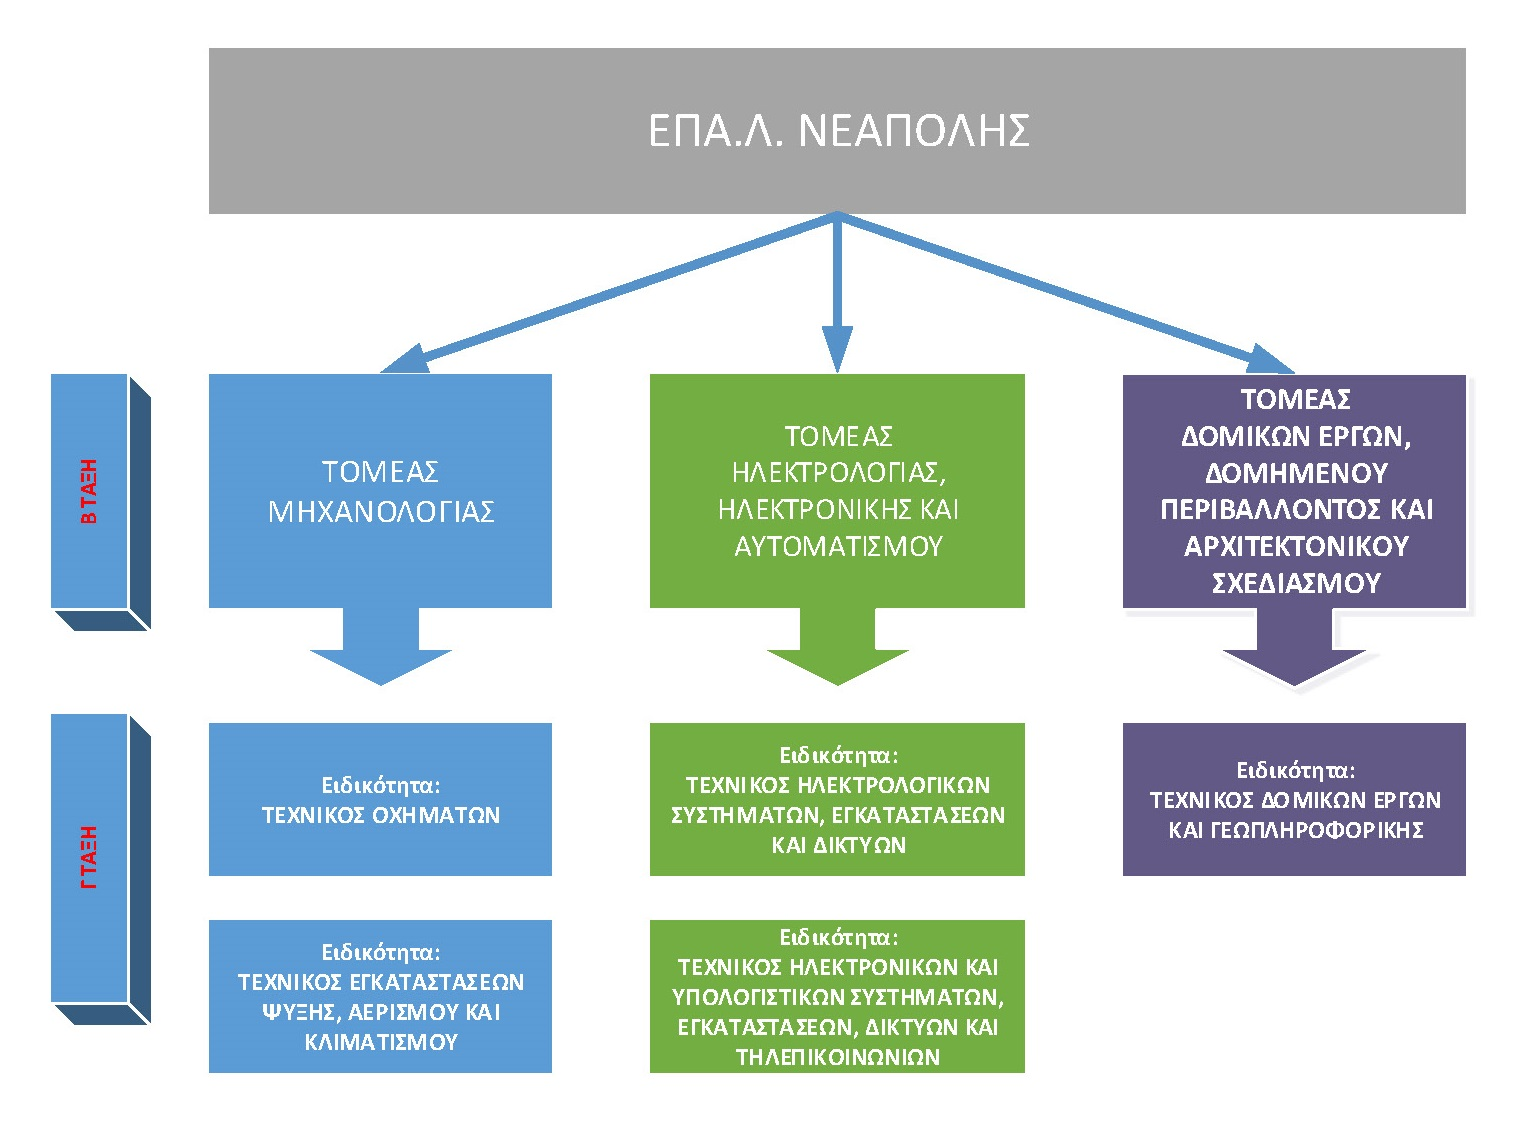 ΕΠΑ.Λ. ΝΕΑΠΟΛΗΣ
Β ΤΑΞΗ
ΤΟΜΕΑΣ
ΜΗΧΑΝΟΛΟΓΙΑΣ
ΤΟΜΕΑΣ
ΗΛΕΚΤΡΟΛΟΓΙΑΣ,
ΗΛΕΚΤΡΟΝΙΚΗΣ ΚΑΙ
ΑΥΤΟΜΑΤΙΣΜΟΥ
ΤΟΜΕΑΣ
ΔΟΜΙΚΩΝ ΕΡΓΩΝ,
ΔΟΜΗΜΕΝΟΥ
ΠΕΡΙΒΑΛΛΟΝΤΟΣ ΚΑΙ
ΑΡΧΙΤΕΚΤΟΝΙΚΟΥ
ΣΧΕΔΙΑΣΜΟΥ
Γ ΤΑΞΗ
Ειδικότητα:
ΤΕΧΝΙΚΟΣ ΟΧΗΜΑΤΩΝ
Ειδικότητα:
ΤΕΧΝΙΚΟΣ ΗΛΕΚΤΡΟΛΟΓΙΚΩΝ
ΣΥΣΤΗΜΑΤΩΝ, ΕΓΚΑΤΑΣΤΑΣΕΩΝ
ΚΑΙ ΔΙΚΤΥΩΝ
Ειδικότητα:
ΤΕΧΝΙΚΟΣ ΔΟΜΙΚΩΝ ΕΡΓΩΝ
ΚΑΙ ΓΕΩΠΛΗΡΟΦΟΡΙΚΗΣ
Ειδικότητα:
ΤΕΧΝΙΚΟΣ ΕΓΚΑΤΑΣΤΑΣΕΩΝ
ΨΥΞΗΣ, ΑΕΡΙΣΜΟΥ ΚΑΙ
ΚΛΙΜΑΤΙΣΜΟΥ
Ειδικότητα:
ΤΕΧΝΙΚΟΣ ΗΛΕΚΤΡΟΝΙΚΩΝ ΚΑΙ
ΥΠΟΛΟΓΙΣΤΙΚΩΝ ΣΥΣΤΗΜΑΤΩΝ,
ΕΓΚΑΤΑΣΤΑΣΕΩΝ, ΔΙΚΤΥΩΝ ΚΑΙ
ΤΗΛΕΠΙΚΟΙΝΩΝΙΩΝ